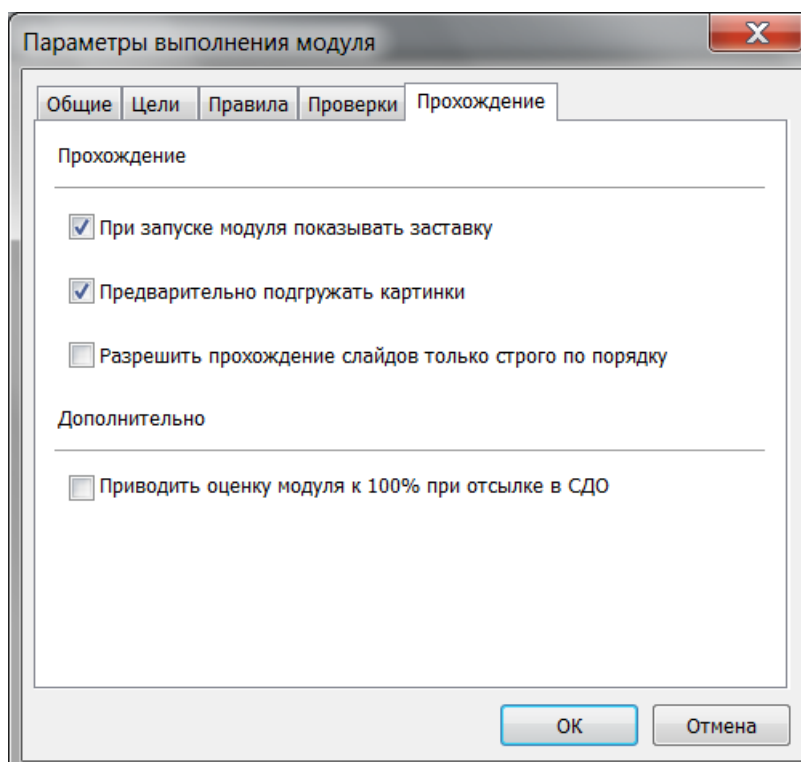 Параметры выполнения модуля
Общие Цели Правила Проверки Прохождение
Прохождение
При запуске модуля показывать заставку
Предварительно подгружать картинки
Разрешить прохождение слайдов только строго по порядку
Дополнительно
Приводить оценку модуля к 100% при отсылке в СДО
ОК Отмена